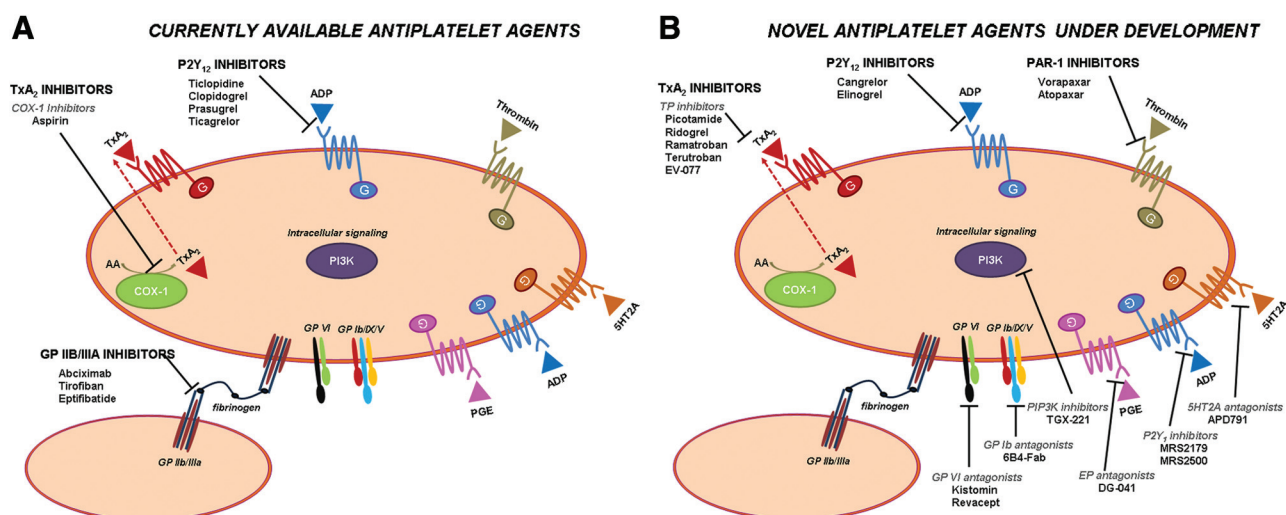 A
CURRENTLY AVAILABLE ANTIPLATELET AGENTS
P2Y12 INHIBITORS
Ticlopidine
Clopidogrel
Prasugrel
Ticagrelor
ADP
TxA2 INHIBITORS
COX-1 Inhibitors
Aspirin
TxA2
Thrombin
G
G
G
Intracellular signaling
PI3K
AA
TxA2
COX-1
G
5HT2A
G
G
ADP
PGE
GP VI
GP Ib/IX/V
GP IIB/IIIA INHIBITORS
Abciximab
Tirofiban
Eptifibatide
fibrinogen
GP IIb/IIIa
B
NOVEL ANTIPLATELET AGENTS UNDER DEVELOPMENT
P2Y12 INHIBITORS
Cangrelor
Elinogrel
ADP
PAR-1 INHIBITORS
Vorapaxar
Atopaxar
Thrombin
TxA2 INHIBITORS
TP inhibitors
Picotamide
Ridogrel
Ramatroban
Terutroban
EV-077
TxA2
G
G
G
Intracellular signaling
PI3K
AA
TxA2
COX-1
G
5HT2A
G
G
ADP
PGE
GP VI
GP Ib/IX/V
fibrinogen
GP IIb/IIIa
PIP3K inhibitors
TGX-221
5HT2A antagonists
APD791
GP Ib antagonists
6B4-Fab
P2Y1 inhibitors
MRS2179
MRS2500
GP VI antagonists
Kistomin
Revacept
EP antagonists
DG-041